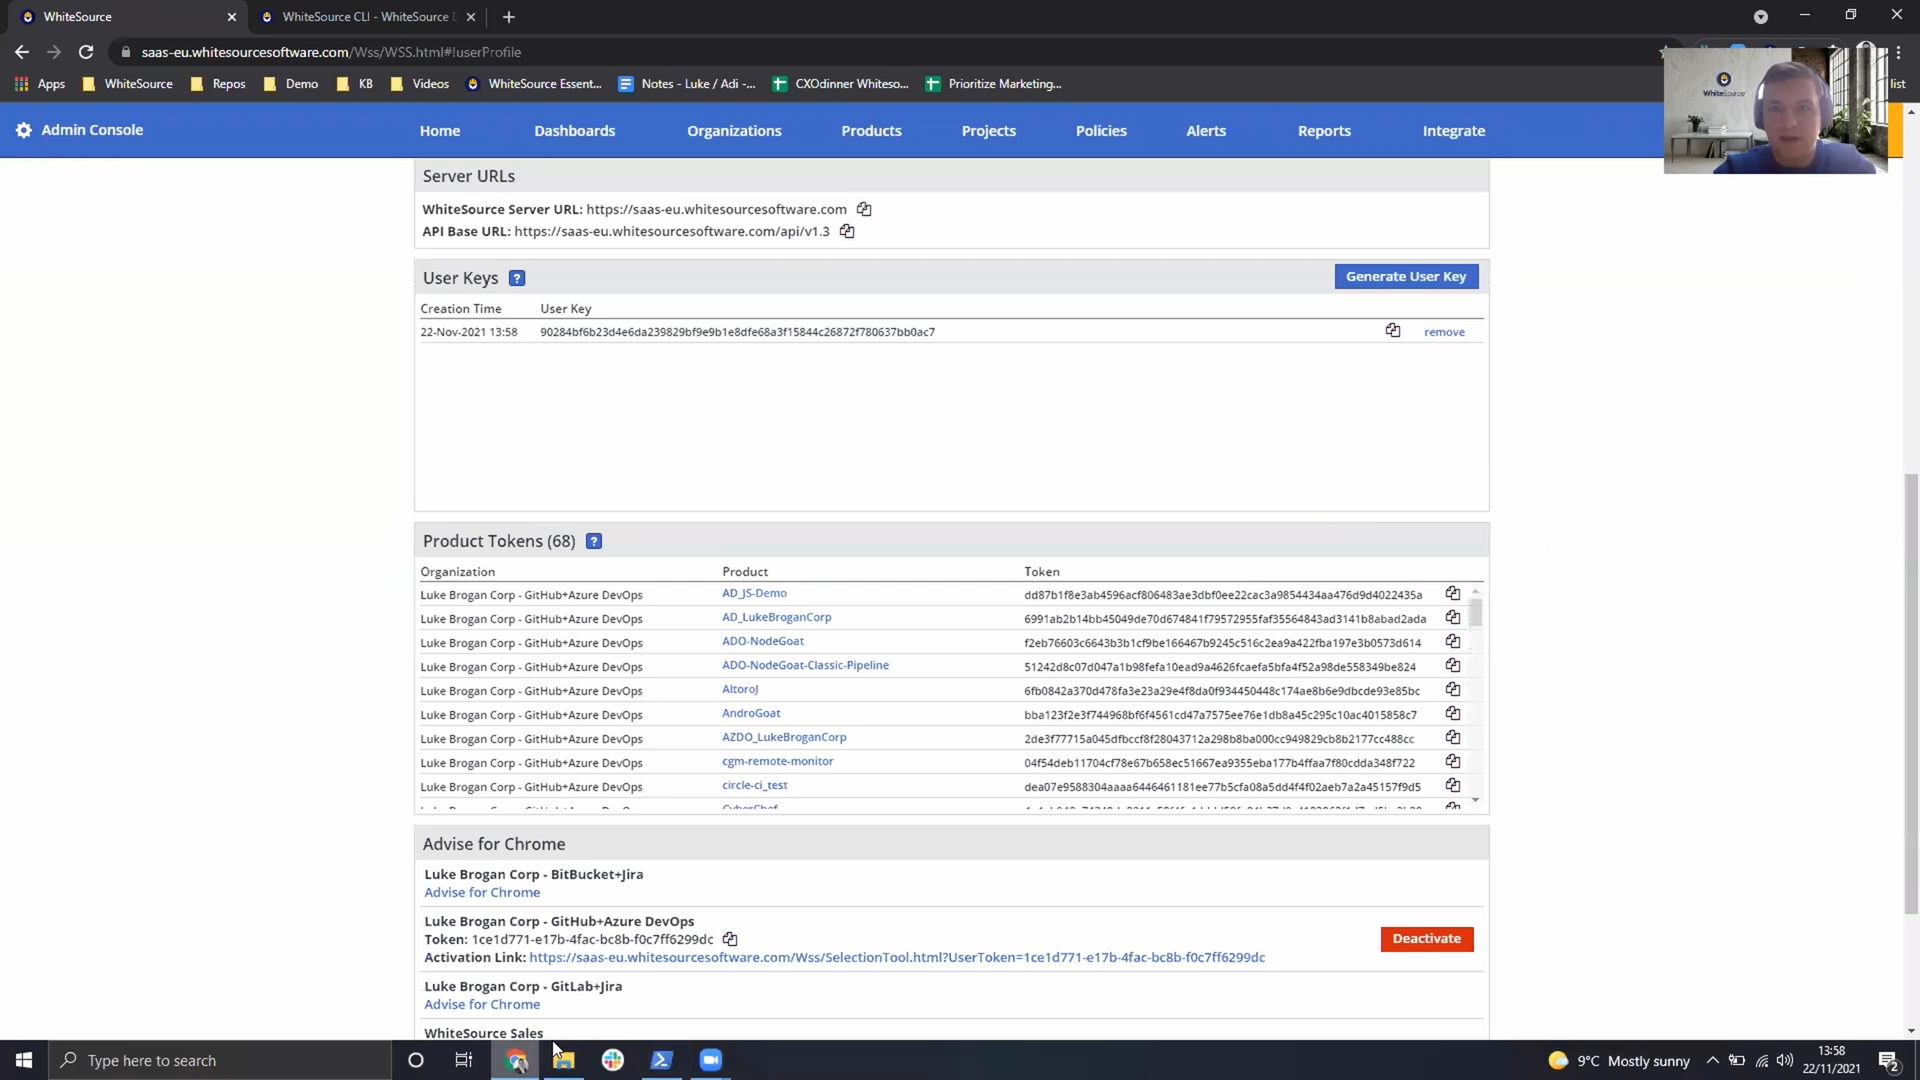 WhiteSource
WhiteSource CLI - WhiteSource D
saas-eu.whitesourcesoftware.com/Wss/WSS.html#!userProfile
Apps
WhiteSource
Repos
Demo
KB
Videos
WhiteSource Essent...
Notes - Luke / Adi -...
CXOdinner Whiteso...
Prioritize Marketing...
list
WhiteSource
Admin Console
Home
Dashboards
Organizations
Products
Projects
Policies
Alerts
Reports
Integrate
Server URLs
WhiteSource Server URL: https://saas-eu.whitesourcesoftware.com
API Base URL: https://saas-eu.whitesourcesoftware.com/api/v1.3
User Keys ?
Generate User Key
Creation Time User Key
22-Nov-2021 13:58 90284bf6b23d4e6da239829bf9e9b1e8dfe68a3f15844c26872f780637bb0ac7 remove
Product Tokens (68) ?
Organization Product Token
Luke Brogan Corp - GitHub+Azure DevOps AD_JS-Demo dd87b1f8e3ab4596acf806483ae3dbf0ee22cac3a9854434aa476d9d4022435a
Luke Brogan Corp - GitHub+Azure DevOps AD_LukeBroganCorp 6991ab2b14bb45049de70d674841f79572955faf35564843ad3141b8abad2ada
Luke Brogan Corp - GitHub+Azure DevOps ADO-NodeGoat f2eb76603c6643b3b1cf9be166467b9245c516c2ea9a422fba197e3b0573d614
Luke Brogan Corp - GitHub+Azure DevOps ADO-NodeGoat-Classic-Pipeline 51242d8c07d047a1b98fefa10ead9a4626fcaefa5bfa4f52a98de558349be824
Luke Brogan Corp - GitHub+Azure DevOps AltoroJ 6fb0842a370d478fa3e23a29e4f8da0f934450448c174ae8b6e9dbcde93e85bc
Luke Brogan Corp - GitHub+Azure DevOps AndroGoat bba123f2e3f744968bf6f4561cd47a7575ee76e1db8a45c295c10ac4015858c7
Luke Brogan Corp - GitHub+Azure DevOps AZDO_LukeBroganCorp 2de3f77715a045dfbccf8f28043712a298b8ba000cc949829cb8b2177cc488cc
Luke Brogan Corp - GitHub+Azure DevOps cgm-remote-monitor 04f54deb11704cf78e67b658ec51667ea9355eba177b4ffaa7f80cdda348f722
Luke Brogan Corp - GitHub+Azure DevOps circle-ci_test dea07e9588304aaaa6446461181ee77b5cfa08a5dd4f4f02aeb7a2a45157f9d5
CyberChef
Advise for Chrome
Luke Brogan Corp - BitBucket+Jira
Advise for Chrome
Luke Brogan Corp - GitHub+Azure DevOps
Token: 1ce1d771-e17b-4fac-bc8b-f0c7ff6299dc
Deactivate
Activation Link: https://saas-eu.whitesourcesoftware.com/Wss/SelectionTool.html?UserToken=1ce1d771-e17b-4fac-bc8b-f0c7ff6299dc
Luke Brogan Corp - GitLab+Jira
Advise for Chrome
WhiteSource Sales
Type here to search
9°C Mostly sunny
13:58
22/11/2021
2